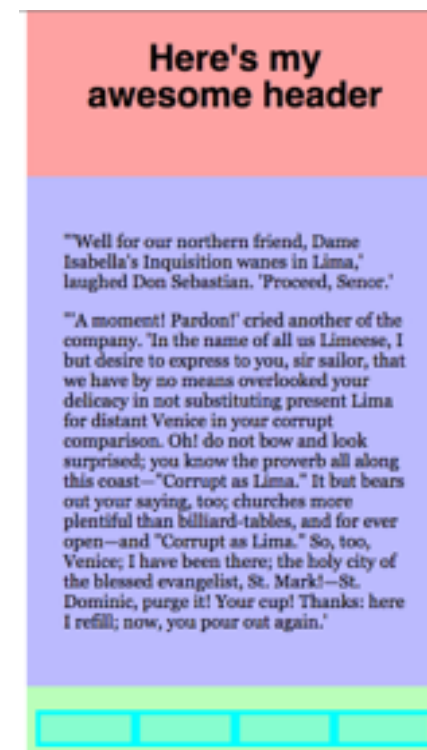 Here's my
awesome header
"'Well for our northern friend, Dame
Isabella's Inquisition wanes in Lima,'
laughed Don Sebastian. 'Proceed, Senor.'
"'A moment! Pardon!' cried another of the
company. 'In the name of all us Limeese, I
but desire to express to you, sir sailor, that
we have by no means overlooked your
delicacy in not substituting present Lima
for distant Venice in your corrupt
comparison. Oh! do not bow and look
surprised; you know the proverb all along
this coast—"Corrupt as Lima." It but bears
out your saying, too; churches more
plentiful than billiard-tables, and for ever
open—and "Corrupt as Lima." So, too,
Venice; I have been there; the holy city of
the blessed evangelist, St. Mark!—St.
Dominic, purge it! Your cup! Thanks: here
I refill; now, you pour out again.'